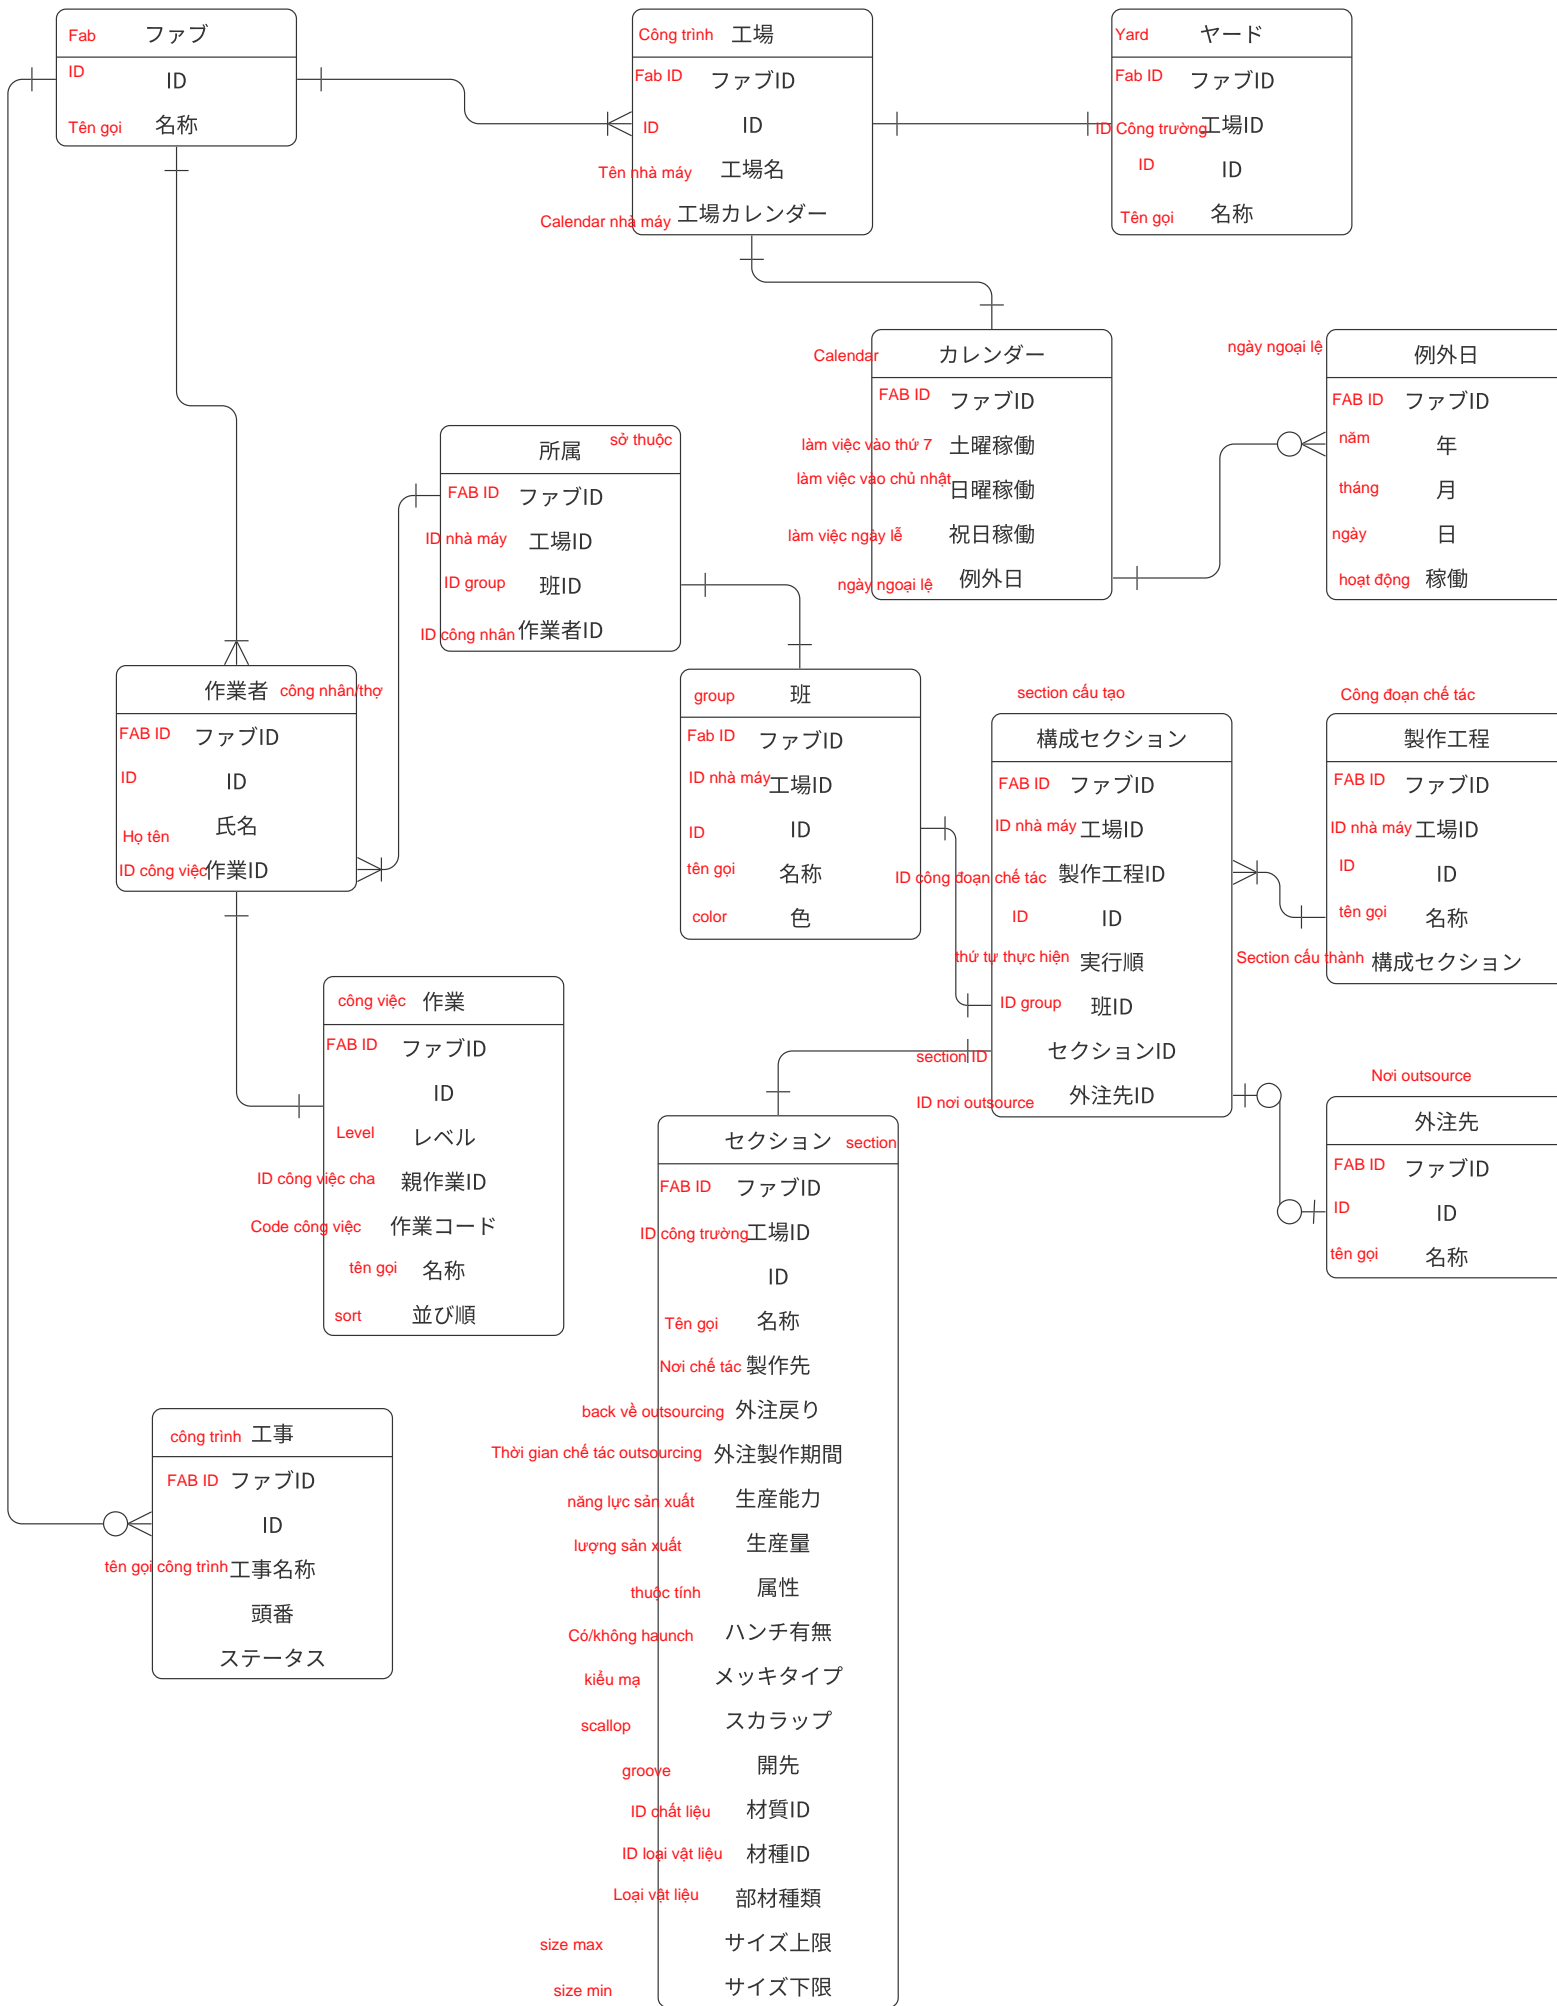 Fab ファブ
ID ID
Tên gọi 名称
Công trình 工場
Fab ID ファブID
ID ID
Tên nhà máy 工場名
Calendar nhà máy 工場カレンダー
Yard ヤード
Fab ID ファブID
ID Công trường 工場ID
ID ID
Tên gọi 名称
Calendar カレンダー
FAB ID ファブID
làm việc vào thứ 7 土曜稼働
làm việc vào chủ nhật 日曜稼働
làm việc ngày lễ 祝日稼働
ngày ngoại lệ 例外日
ngày ngoại lệ 例外日
FAB ID ファブID
năm 年
tháng 月
ngày 日
hoạt động 稼働
所属 sở thuộc
FAB ID ファブID
ID nhà máy 工場ID
ID group 班ID
ID công nhân 作業者ID
作業者 công nhân/thợ
FAB ID ファブID
ID ID
Họ tên 氏名
ID công việc 作業ID
group 班
Fab ID ファブID
ID nhà máy 工場ID
ID ID
tên gọi 名称
color 色
section cấu tạo
構成セクション
FAB ID ファブID
ID nhà máy 工場ID
ID công đoạn chế tác 製作工程ID
ID ID
thứ tư thực hiện 実行順
ID group 班ID
section ID セクションID
ID nơi outsource 外注先ID
Công đoạn chế tác
製作工程
FAB ID ファブID
ID nhà máy 工場ID
ID ID
tên gọi 名称
Section cấu thành 構成セクション
công việc 作業
FAB ID ファブID
ID
Level レベル
ID công việc cha 親作業ID
Code công việc 作業コード
tên gọi 名称
sort 並び順
Nơi outsource
外注先
FAB ID ファブID
ID ID
tên gọi 名称
セクション section
FAB ID ファブID
ID công trường 工場ID
ID
Tên gọi 名称
Nơi chế tác 製作先
back về outsourcing 外注戻り
Thời gian chế tác outsourcing 外注製作期間
năng lực sản xuất 生産能力
lượng sản xuất 生産量
thuộc tính 属性
Có/không haunch ハンチ有無
kiểu mạ メッキタイプ
scallop スカラップ
groove 開先
ID chất liệu 材質ID
ID loại vật liệu 材種ID
Loại vật liệu 部材種類
size max サイズ上限
size min サイズ下限
công trình 工事
FAB ID ファブID
ID
tên gọi công trình 工事名称
頭番
ステータス